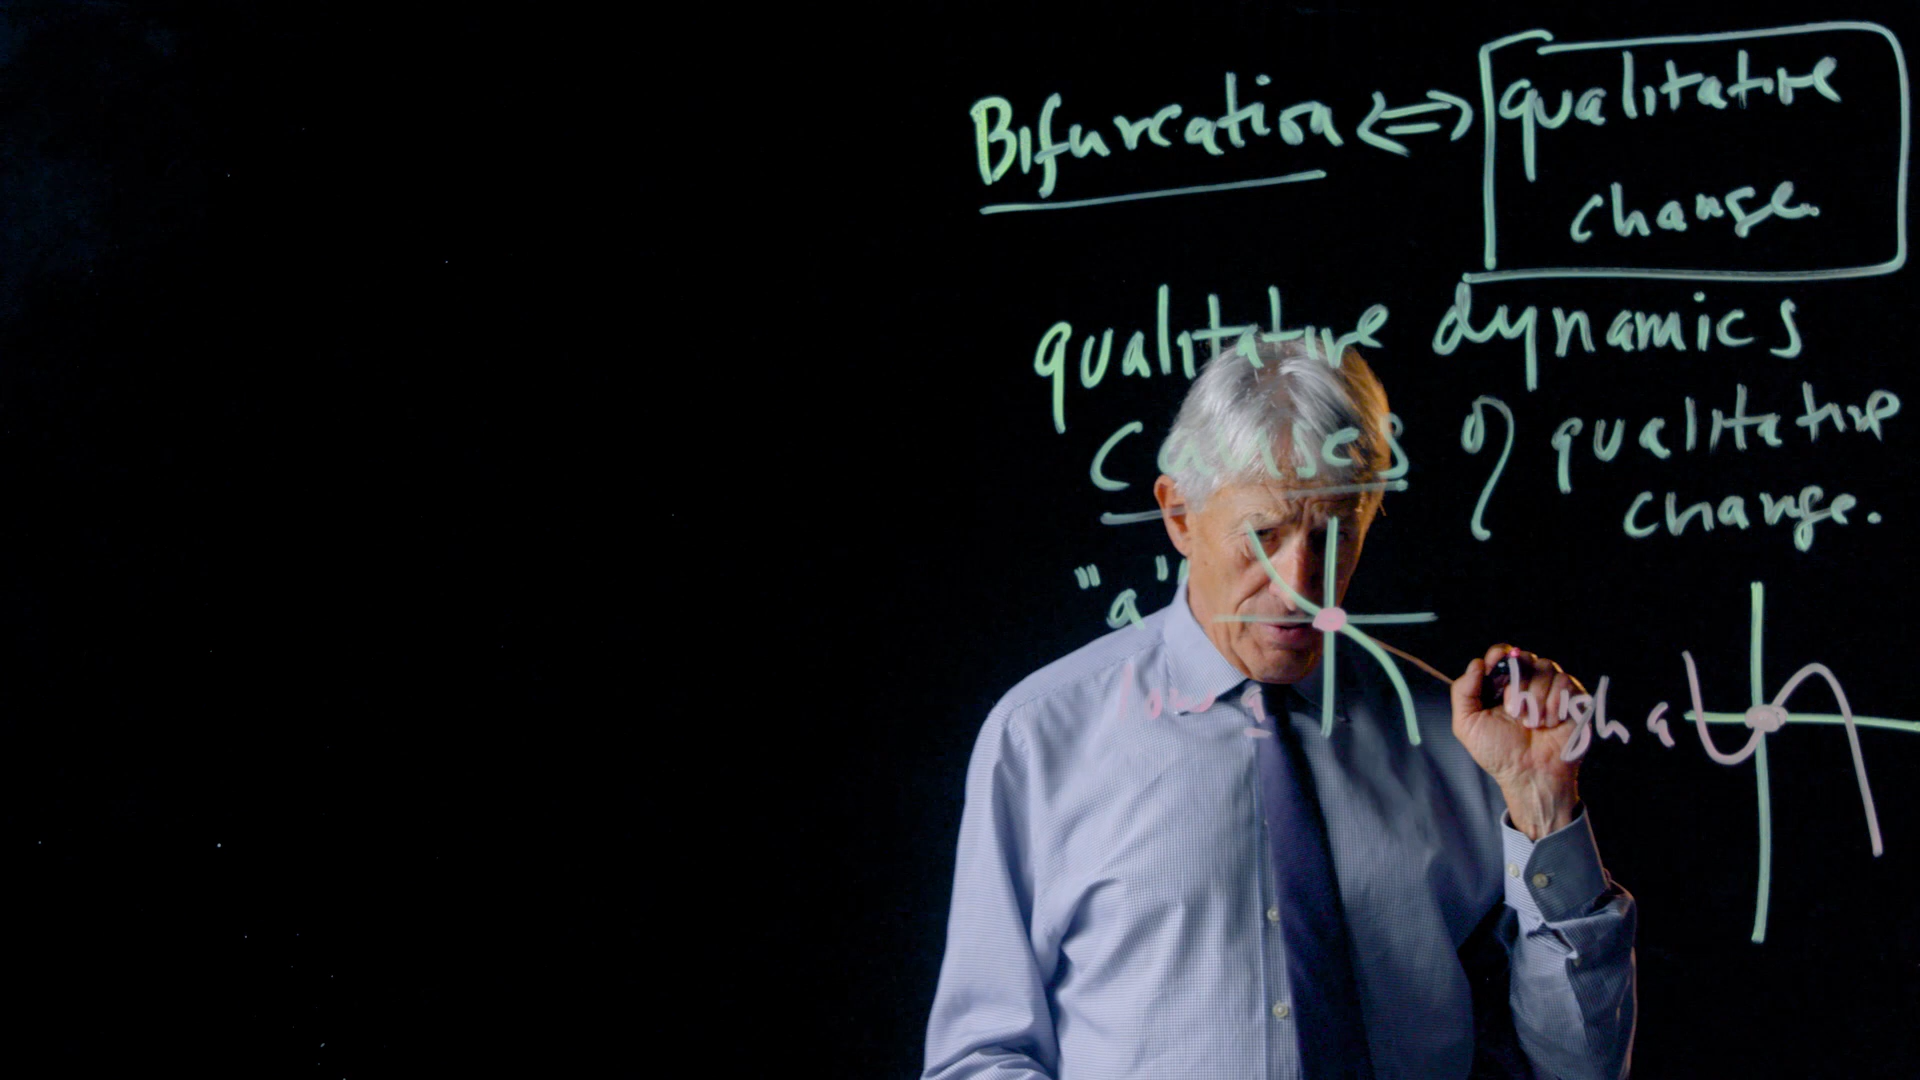 Bifurcation ⇔ qualitative
change.
qualitative dynamics
causes of qualitative
change.
"a"
low a
high a